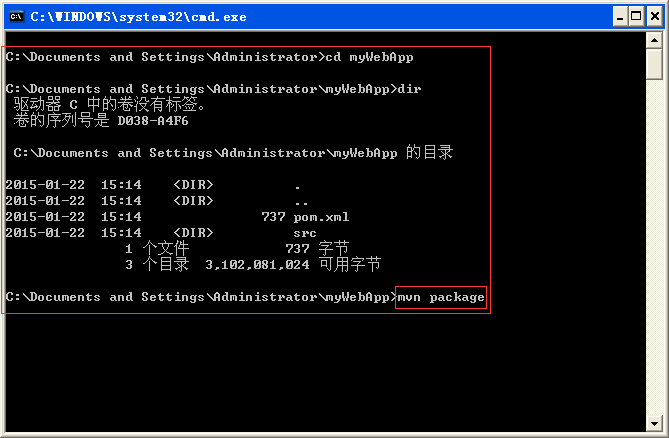 C:\WINDOWS\system32\cmd.exe
C:\Documents and Settings\Administrator>cd myWebApp
C:\Documents and Settings\Administrator\myWebApp>dir
驱动器 C 中的卷没有标签。
卷的序列号是 D038-A4F6
C:\Documents and Settings\Administrator\myWebApp 的目录
2015-01-22  15:14    <DIR>          .
2015-01-22  15:14    <DIR>          ..
2015-01-22  15:14               737 pom.xml
2015-01-22  15:14    <DIR>          src
1 个文件            737 字节
3 个目录  3,102,081,024 可用字节
C:\Documents and Settings\Administrator\myWebApp>mvn package